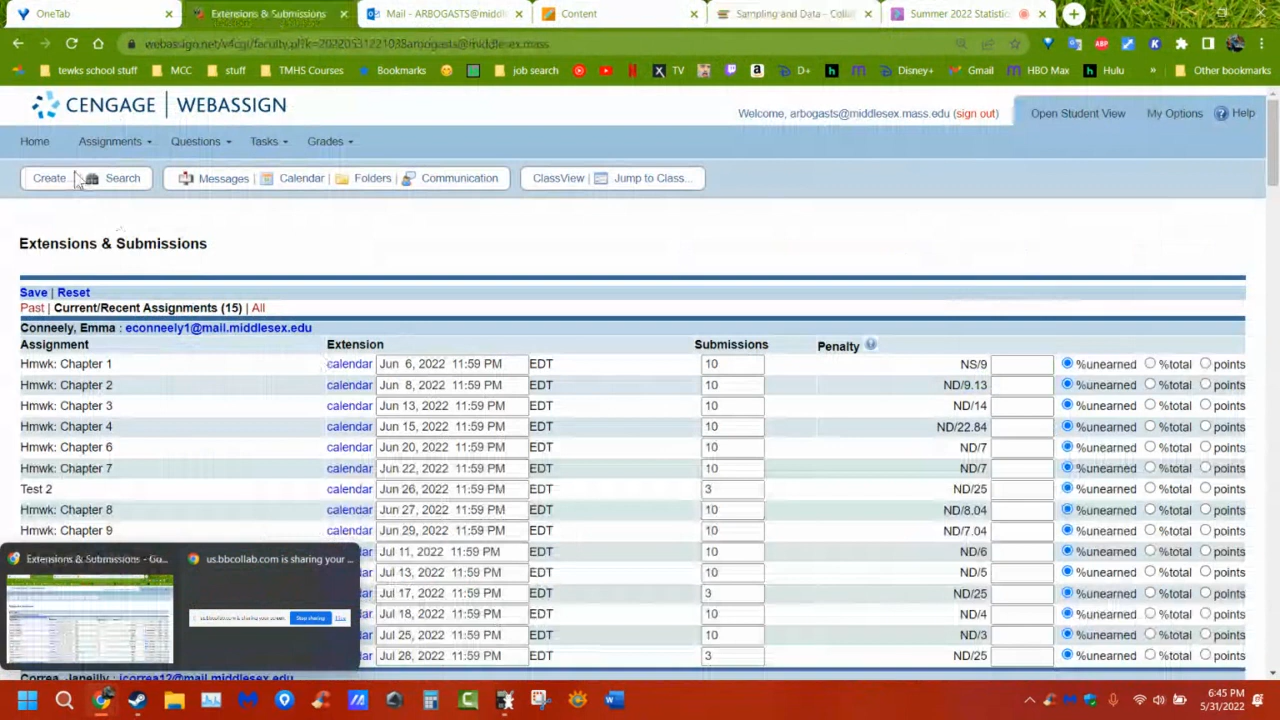 OneTab
Extensions & Submissions
Mail - ARBOGASTS@middl
Content
Sampling and Data – Colla
Summer 2022 Statistic
webassign.net/v4cgi/faculty.pl?k=20220531221038arbogasts@middlesex.mass
tewks school stuff
MCC
stuff
TMHS Courses
Bookmarks
job search
TV
D+
Disney+
Gmail
HBO Max
Hulu
»
Other bookmarks
CENGAGE | WEBASSIGN
Welcome, arbogasts@middlesex.mass.edu (sign out)
Open Student View
My Options
Help
Home
Assignments
Questions
Tasks
Grades
Create
Search
Messages | Calendar | Folders | Communication
ClassView | Jump to Class...
Extensions & Submissions
Save | Reset
Past | Current/Recent Assignments (15) | All
Conneely, Emma : econneely1@mail.middlesex.edu
Assignment Extension Submissions Penalty
Hmwk: Chapter 1 calendar Jun 6, 2022 11:59 PM EDT 10 NS/9 %unearned %total points
Hmwk: Chapter 2 calendar Jun 8, 2022 11:59 PM EDT 10 ND/9.13 %unearned %total points
Hmwk: Chapter 3 calendar Jun 13, 2022 11:59 PM EDT 10 ND/14 %unearned %total points
Hmwk: Chapter 4 calendar Jun 15, 2022 11:59 PM EDT 10 ND/22.84 %unearned %total points
Hmwk: Chapter 6 calendar Jun 20, 2022 11:59 PM EDT 10 ND/7 %unearned %total points
Hmwk: Chapter 7 calendar Jun 22, 2022 11:59 PM EDT 10 ND/7 %unearned %total points
Test 2 calendar Jun 26, 2022 11:59 PM EDT 3 ND/25 %unearned %total points
Hmwk: Chapter 8 calendar Jun 27, 2022 11:59 PM EDT 10 ND/8.04 %unearned %total points
Hmwk: Chapter 9 calendar Jun 29, 2022 11:59 PM EDT 10 ND/7.04 %unearned %total points
Jul 11, 2022 11:59 PM EDT 10 ND/6 %unearned %total points
Jul 13, 2022 11:59 PM EDT 10 ND/5 %unearned %total points
Jul 17, 2022 11:59 PM EDT 3 ND/25 %unearned %total points
Jul 18, 2022 11:59 PM EDT 10 ND/4 %unearned %total points
Jul 25, 2022 11:59 PM EDT 10 ND/3 %unearned %total points
Jul 28, 2022 11:59 PM EDT 3 ND/25 %unearned %total points
Extensions & Submissions - Go...
us.bbcollab.com is sharing your ...
Stop sharing
Hide
6:45 PM
5/31/2022